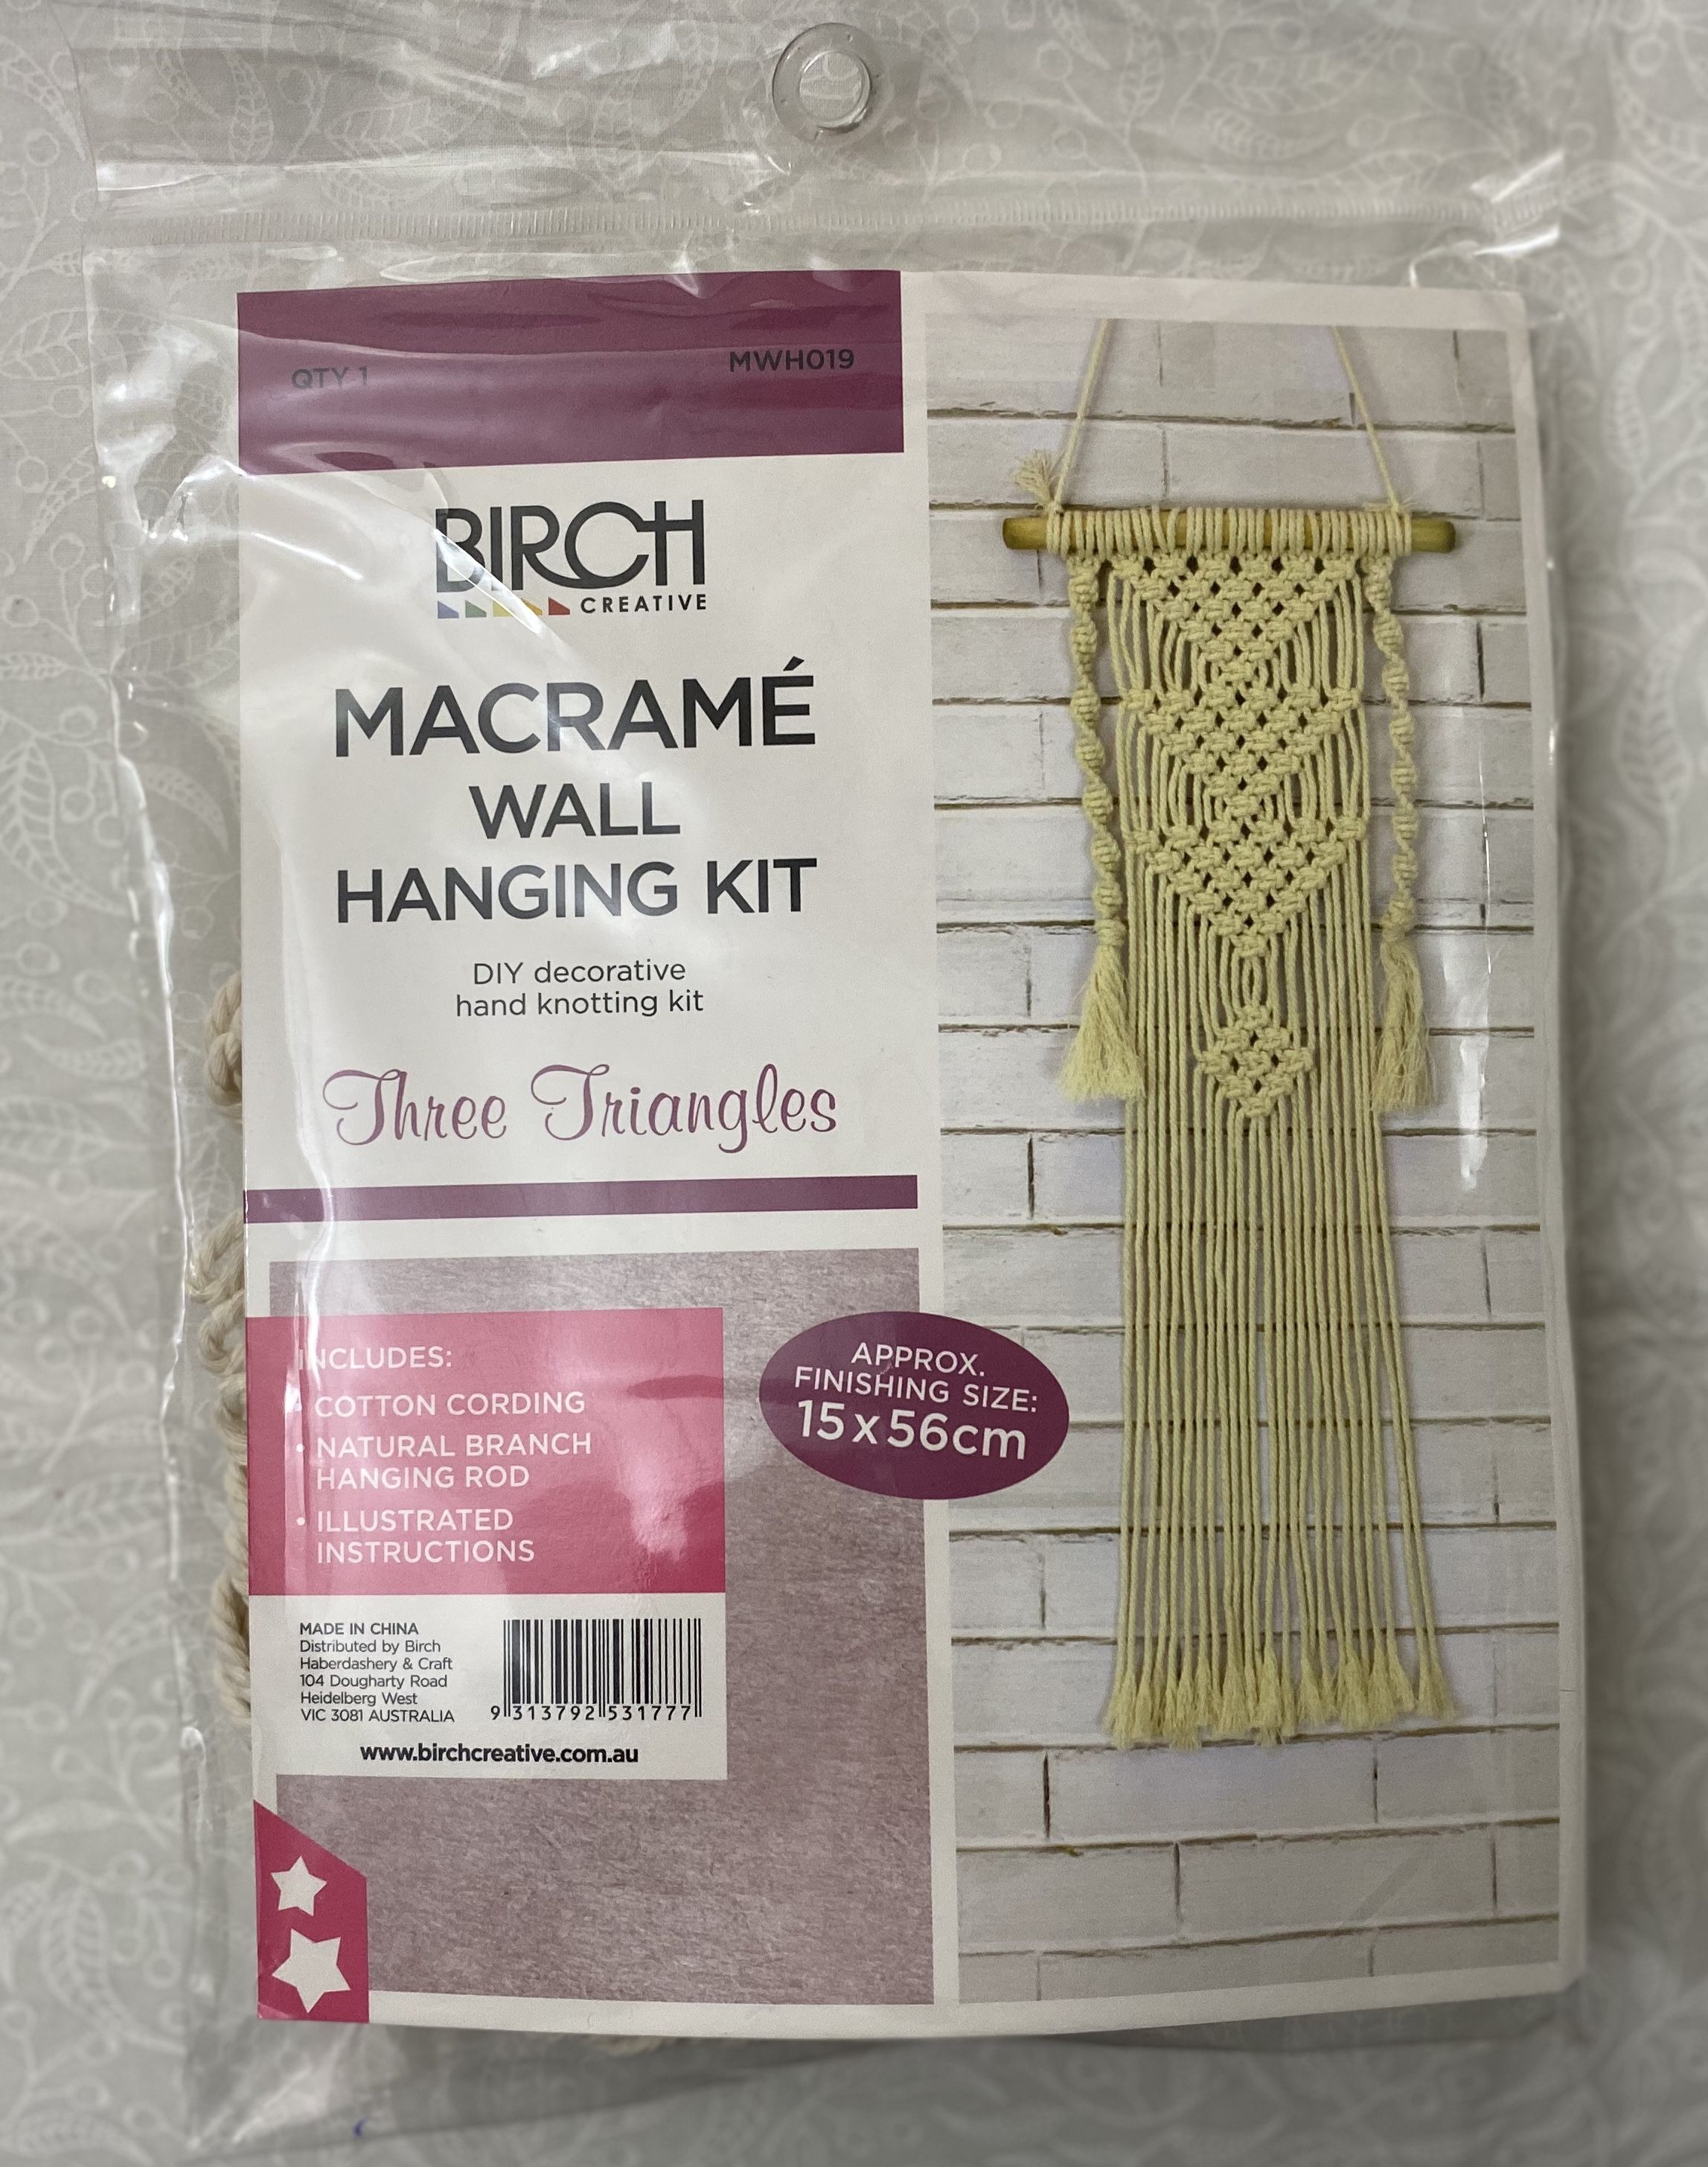 QTY 1
MWH019
BIRCH
CREATIVE
MACRAMÉ
WALL
HANGING KIT
DIY decorative
hand knotting kit
Three Triangles
INCLUDES:
• COTTON CORDING
• NATURAL BRANCH
HANGING ROD
• ILLUSTRATED
INSTRUCTIONS
APPROX.
FINISHING SIZE:
15x56cm
MADE IN CHINA
Distributed by Birch
Haberdashery & Craft
104 Dougharty Road
Heidelberg West
VIC 3081 AUSTRALIA
9 313792 531777
www.birchcreative.com.au